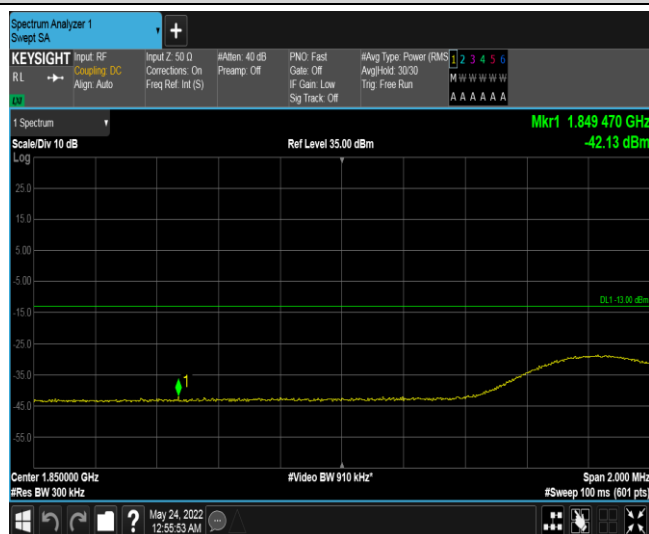 Spectrum Analyzer 1
Swept SA
+
KEYSIGHT
RL
Input: RF
Coupling: DC
Align: Auto
Input Z: 50 Ω
Corrections: On
Freq Ref: Int (S)
#Atten: 40 dB
Preamp: Off
PNO: Fast
Gate: Off
IF Gain: Low
Sig Track: Off
#Avg Type: Power (RMS
Avg|Hold: 30/30
Trig: Free Run
1 2 3 4 5 6
M W W W W W
A A A A A A
LXI
1 Spectrum
Scale/Div 10 dB
Log
Ref Level 35.00 dBm
Mkr1 1.849 470 GHz
-42.13 dBm
25.0
15.0
5.00
-5.00
DL1 -13.00 dBm
-15.0
-25.0
-35.0
1
-45.0
-55.0
Center 1.850000 GHz
#Res BW 300 kHz
#Video BW 910 kHz*
Span 2.000 MHz
#Sweep 100 ms (601 pts)
?
May 24, 2022
12:55:53 AM